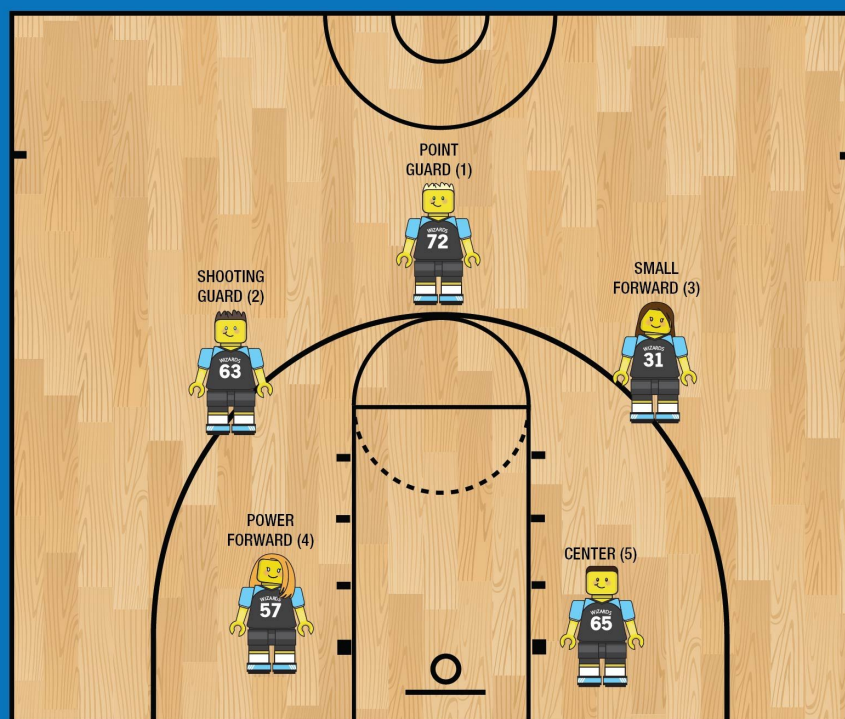 POINT
GUARD (1)
WIZARDS
72
SHOOTING
GUARD (2)
WIZARDS
63
SMALL
FORWARD (3)
WIZARDS
31
POWER
FORWARD (4)
WIZARDS
57
CENTER (5)
WIZARDS
65